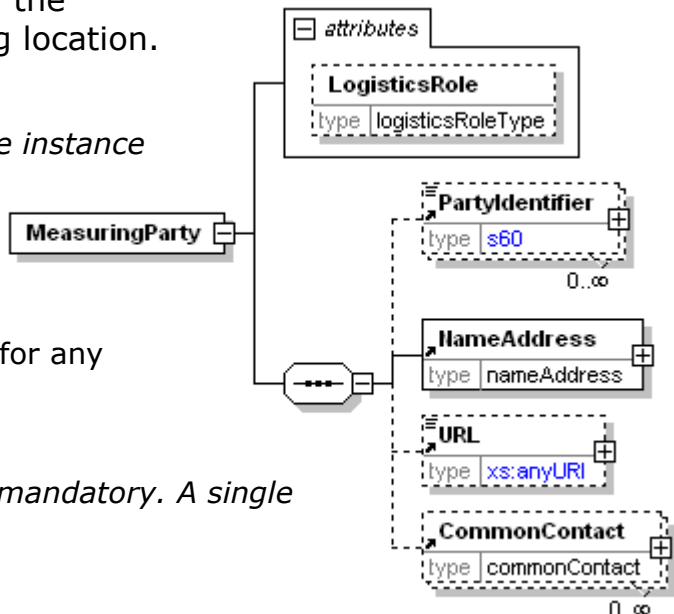 the
g location.
e instance
for any
mandatory. A single
attributes
LogisticsRole
type logisticsRoleType
MeasuringParty
PartyIdentifier
type s60
0..∞
NameAddress
type nameAddress
URL
type xs:anyURI
CommonContact
type commonContact
0..∞